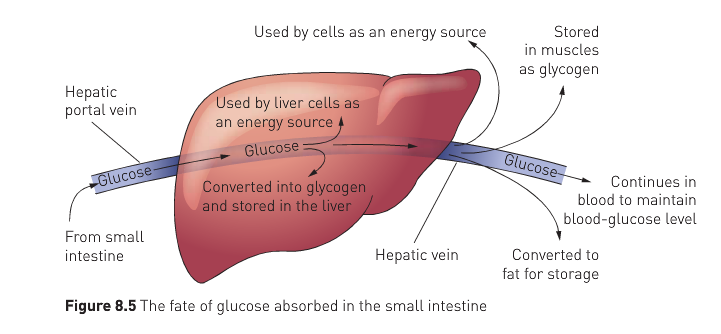 Used by cells as an energy source
Stored
in muscles
as glycogen
Hepatic
portal vein
Used by liver cells as
an energy source
Glucose
Glucose
Glucose
Converted into glycogen
and stored in the liver
Continues in
blood to maintain
blood-glucose level
From small
intestine
Hepatic vein
Converted to
fat for storage
Figure 8.5 The fate of glucose absorbed in the small intestine